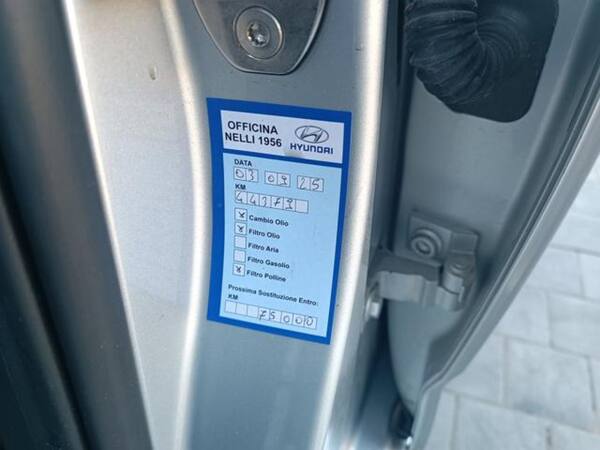 OFFICINA
NELLI 1956
HYUNDAI
DATA
03 09 25
KM
44379
x Cambio Olio
x Filtro Olio
Filtro Aria
Filtro Gasolio
x Filtro Polline
Prossima Sostituzione Entro:
KM
75000